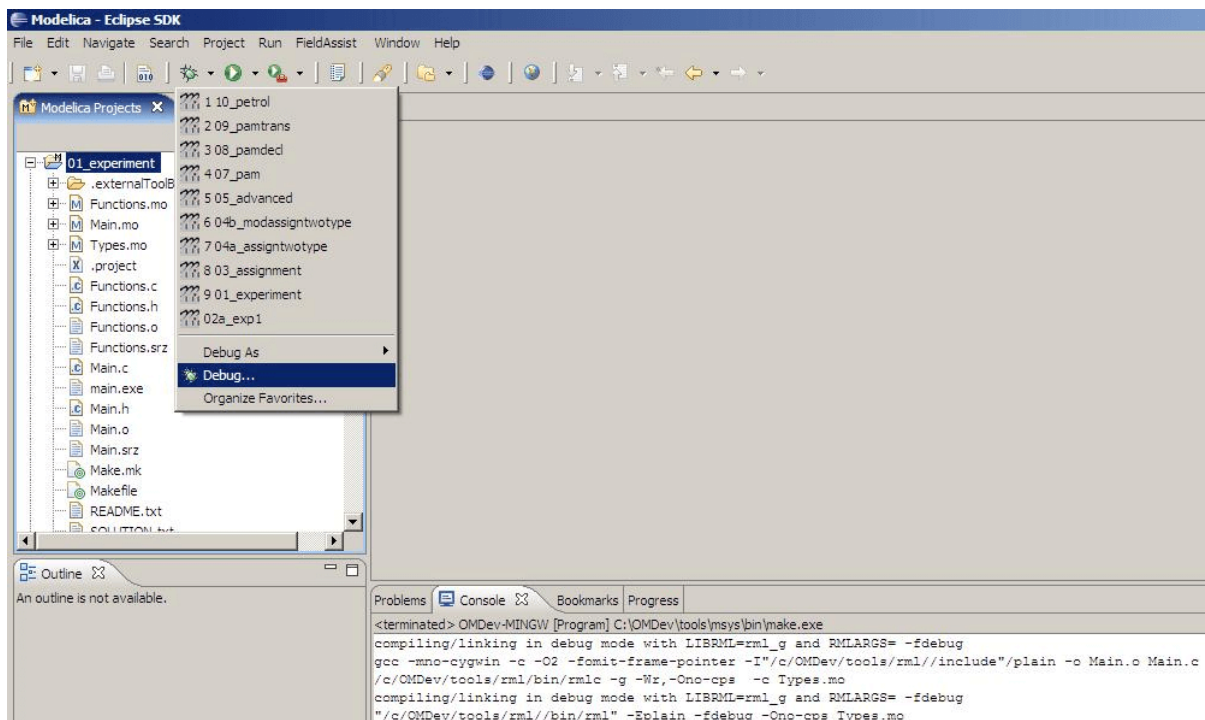 Modelica - Eclipse SDK
File Edit Navigate Search Project Run FieldAssist Window Help
Modelica Projects
1 10_petrol
2 09_pamtrans
3 08_pamdecl
4 07_pam
5 05_advanced
6 04b_modassigntwotype
7 04a_assigntwotype
8 03_assignment
9 01_experiment
02a_exp1
Debug As
Debug...
Organize Favorites...
01_experiment
.externalToolB
Functions.mo
Main.mo
Types.mo
.project
Functions.c
Functions.h
Functions.o
Functions.srz
Main.c
main.exe
Main.h
Main.o
Main.srz
Make.mk
Makefile
README.txt
SOLUTION.txt
Outline
An outline is not available.
Problems Console Bookmarks Progress
<terminated> OMDev-MINGW [Program] C:\OMDev\tools\msys\bin\make.exe
compiling/linking in debug mode with LIBRML=rml_g and RMLARGS= -fdebug
gcc -mno-cygwin -c -O2 -fomit-frame-pointer -I"/c/OMDev/tools/rml//include"/plain -o Main.o Main.c
/c/OMDev/tools/rml/bin/rmlc -g -Wr,-Ono-cps -c Types.mo
compiling/linking in debug mode with LIBRML=rml_g and RMLARGS= -fdebug
"/c/OMDev/tools/rml//bin/rml" -Eplain -fdebug -Ono-cps Types.mo